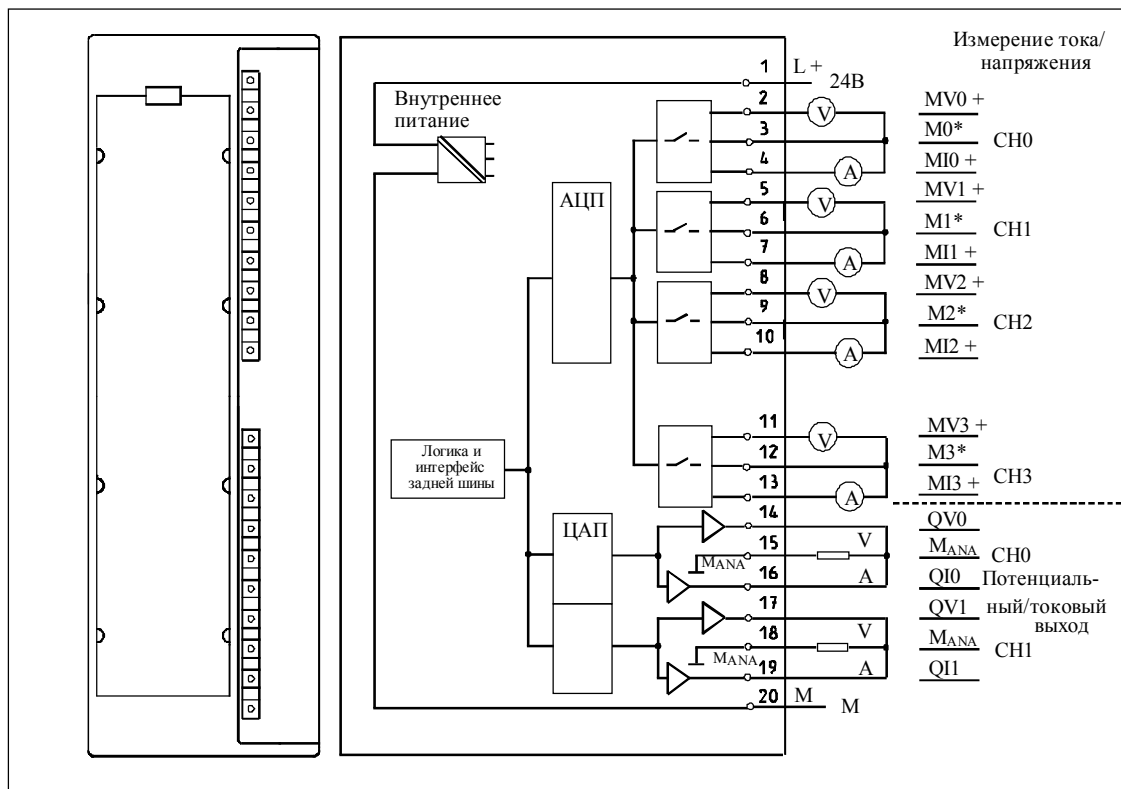 Измерение тока/
напряжения
1 L +
24В
Внутреннее
питание
2 V MV0 +
3 M0* CH0
4 A MI0 +
АЦП
5 V MV1 +
6 M1* CH1
7 A MI1 +
8 V MV2 +
9 M2* CH2
10 A MI2 +
11 V MV3 +
12 M3*
13 A MI3 + CH3
Логика и
интерфейс
задней шины
ЦАП
14 QV0
15 V MANA CH0
MANA
16 A QI0 Потенциаль-
17 QV1 ный/токовый
выход
18 V MANA CH1
MANA
19 A QI1
20 M M